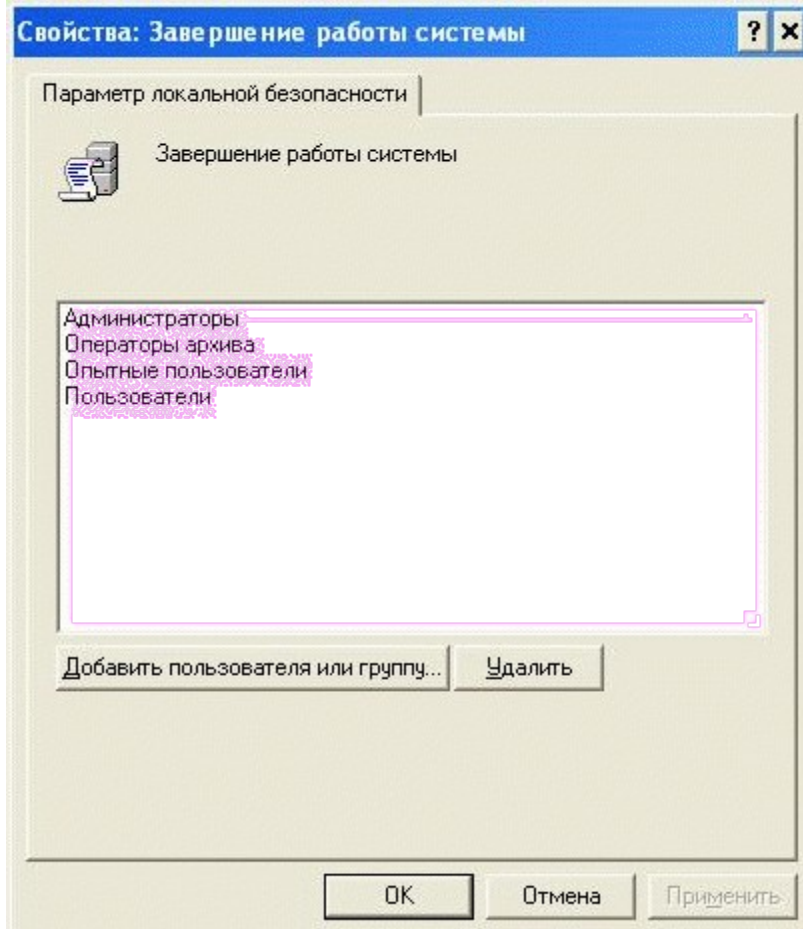 Свойства: Завершение работы системы
Параметр локальной безопасности
Завершение работы системы
Администраторы
Операторы архива
Опытные пользователи
Пользователи
Добавить пользователя или группу... Удалить
OK Отмена Применить